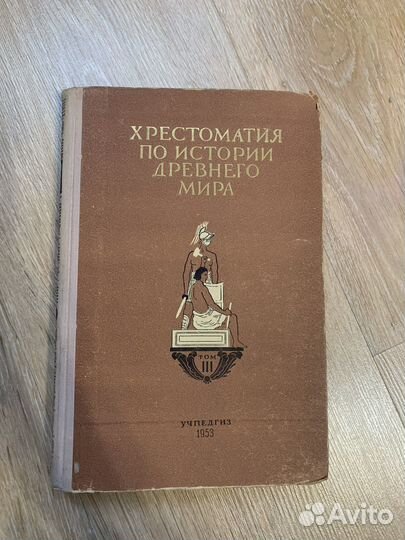 ХРЕСТОМАТИЯ
ПО ИСТОРИИ
ДРЕВНЕГО
МИРА
ТОМ
III
УЧПЕДГИЗ
1953
Avito